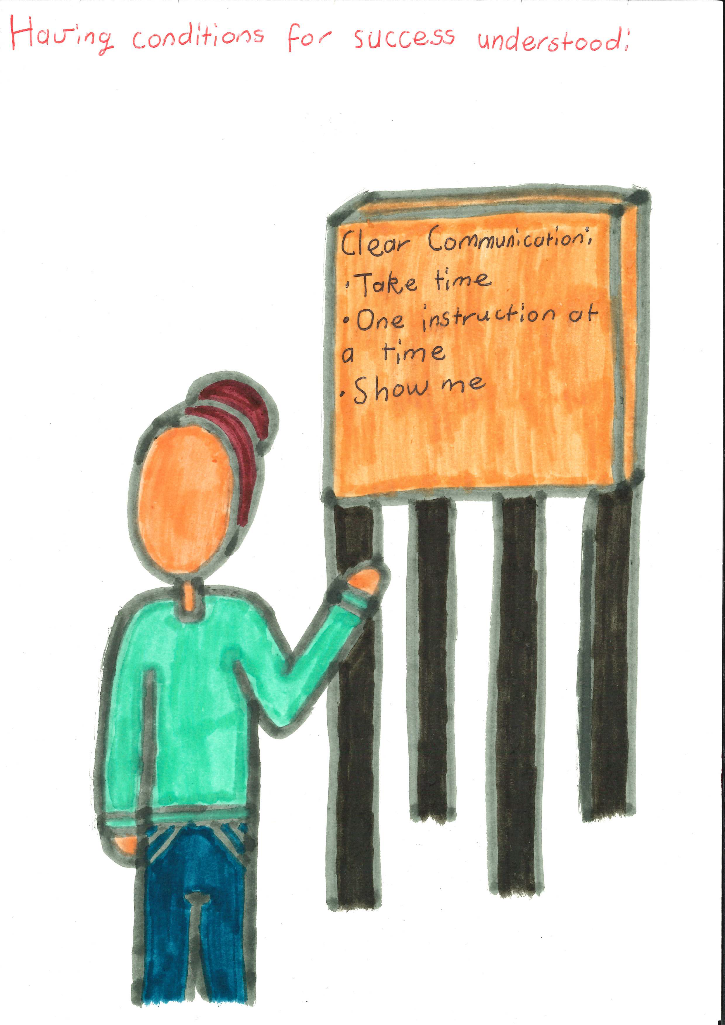 Having conditions for success understood:
Clear Communication:
• Take time
• One instruction at
a time
• Show me